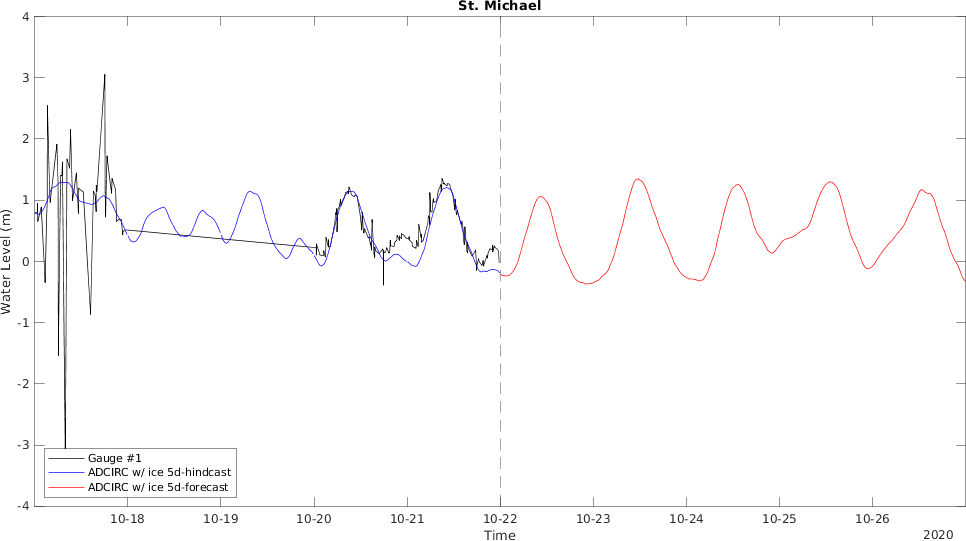 St. Michael
4
3
2
1
0
-1
-2
-3
-4
Water Level (m)
Gauge #1
ADCIRC w/ ice 5d-hindcast
ADCIRC w/ ice 5d-forecast
10-18 10-19 10-20 10-21 10-22 10-23 10-24 10-25 10-26
Time
2020